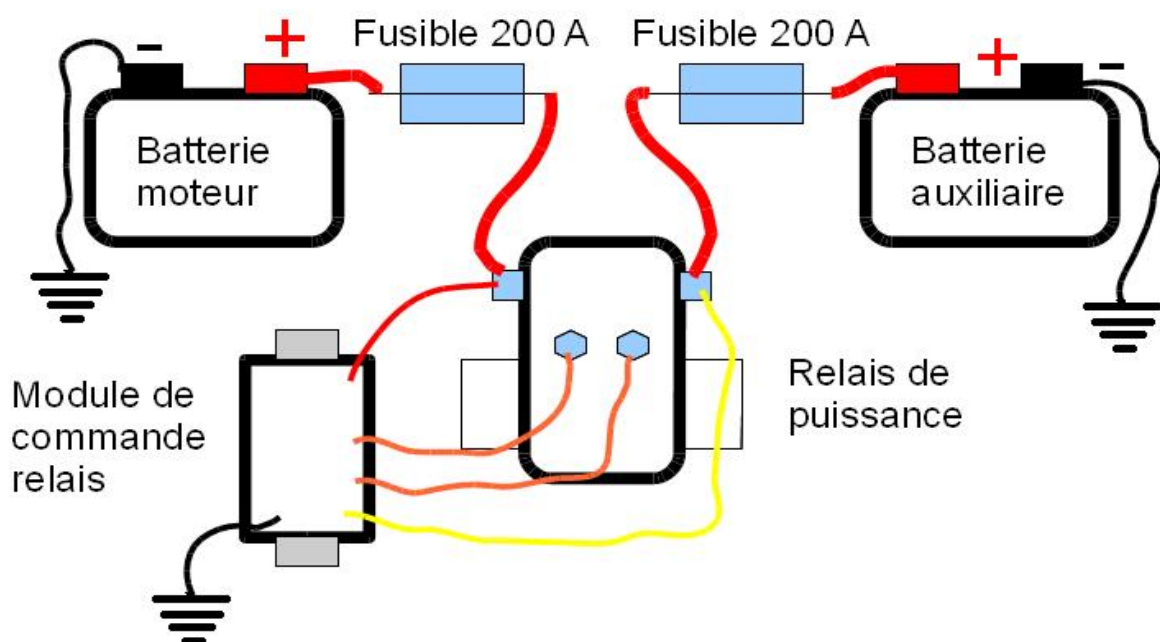 Fusible 200 A
Fusible 200 A
- +
+ -
Batterie
moteur
Batterie
auxiliaire
Module de
commande
relais
Relais de
puissance